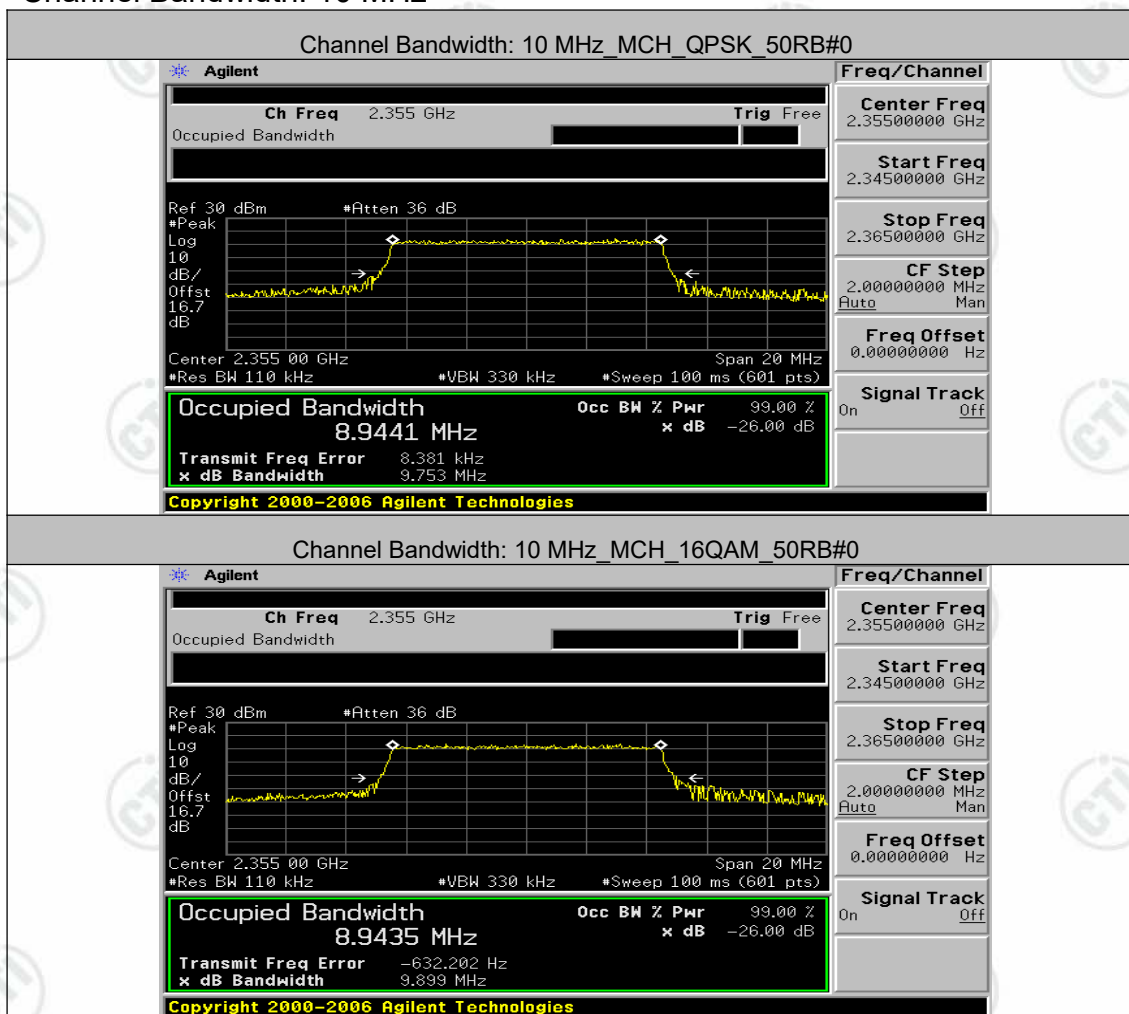 Channel Bandwidth: 10 MHz
Channel Bandwidth: 10 MHz_MCH_QPSK_50RB#0
Agilent
Freq/Channel
Ch Freq 2.355 GHz Trig Free
Occupied Bandwidth
Center Freq
2.35500000 GHz
Start Freq
2.34500000 GHz
Stop Freq
2.36500000 GHz
CF Step
2.00000000 MHz
Auto Man
Freq Offset
0.00000000 Hz
Signal Track
On Off
Ref 30 dBm #Atten 36 dB
#Peak
Log
10
dB/
Offst
16.7
dB
Center 2.355 00 GHz Span 20 MHz
#Res BW 110 kHz #VBW 330 kHz #Sweep 100 ms (601 pts)
Occupied Bandwidth Occ BW % Pwr 99.00 %
8.9441 MHz x dB -26.00 dB
Transmit Freq Error 8.381 kHz
x dB Bandwidth 9.753 MHz
Copyright 2000-2006 Agilent Technologies
Channel Bandwidth: 10 MHz_MCH_16QAM_50RB#0
Agilent
Freq/Channel
Ch Freq 2.355 GHz Trig Free
Occupied Bandwidth
Center Freq
2.35500000 GHz
Start Freq
2.34500000 GHz
Stop Freq
2.36500000 GHz
CF Step
2.00000000 MHz
Auto Man
Freq Offset
0.00000000 Hz
Signal Track
On Off
Ref 30 dBm #Atten 36 dB
#Peak
Log
10
dB/
Offst
16.7
dB
Center 2.355 00 GHz Span 20 MHz
#Res BW 110 kHz #VBW 330 kHz #Sweep 100 ms (601 pts)
Occupied Bandwidth Occ BW % Pwr 99.00 %
8.9435 MHz x dB -26.00 dB
Transmit Freq Error -632.202 Hz
x dB Bandwidth 9.899 MHz
Copyright 2000-2006 Agilent Technologies
CTI
CTI
CTI